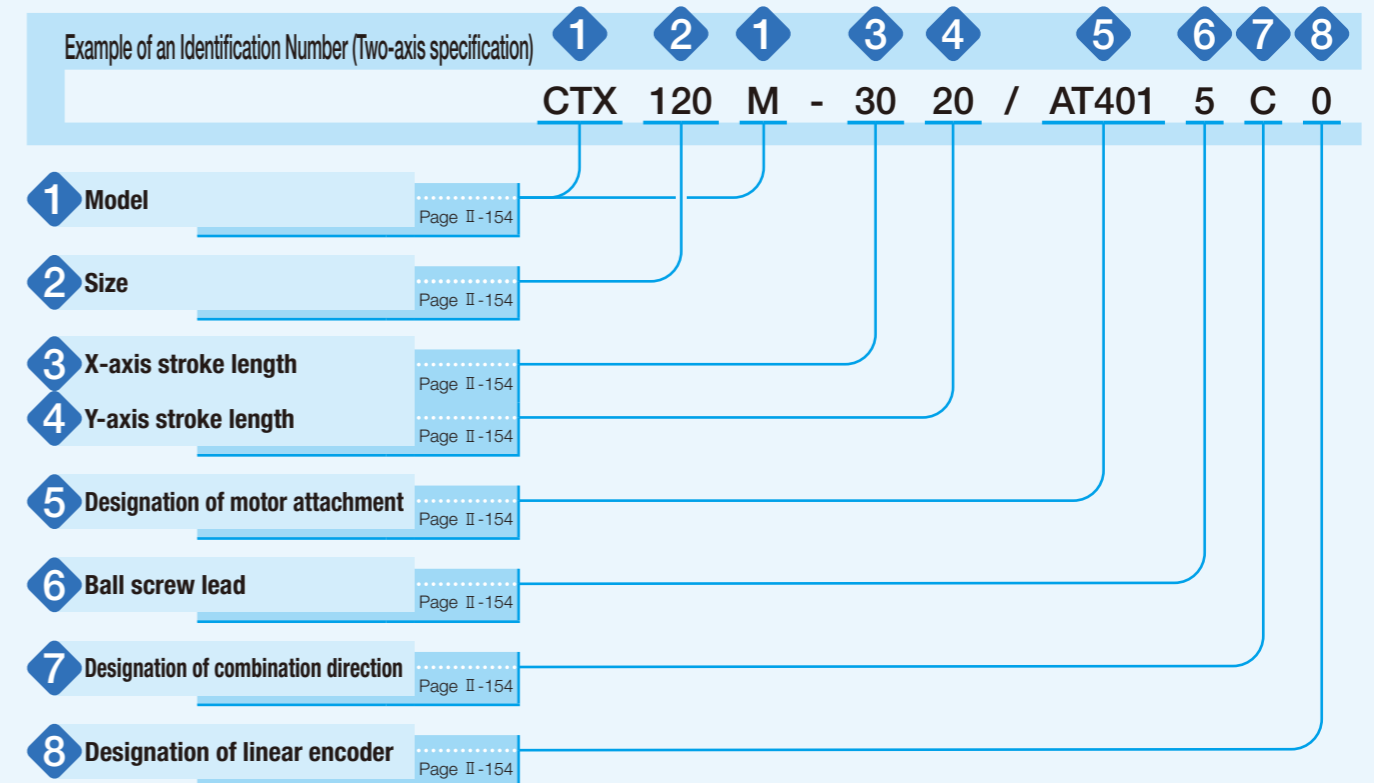 1 2 1 3 4 5 6 7 8
Example of an Identification Number (Two-axis specification)
CTX 120 M - 30 20 / AT401 5 C 0
1 Model
Page Ⅱ-154
2 Size
Page Ⅱ-154
3 X-axis stroke length
Page Ⅱ-154
4 Y-axis stroke length
Page Ⅱ-154
5 Designation of motor attachment
Page Ⅱ-154
6 Ball screw lead
Page Ⅱ-154
7 Designation of combination direction
Page Ⅱ-154
8 Designation of linear encoder
Page Ⅱ-154